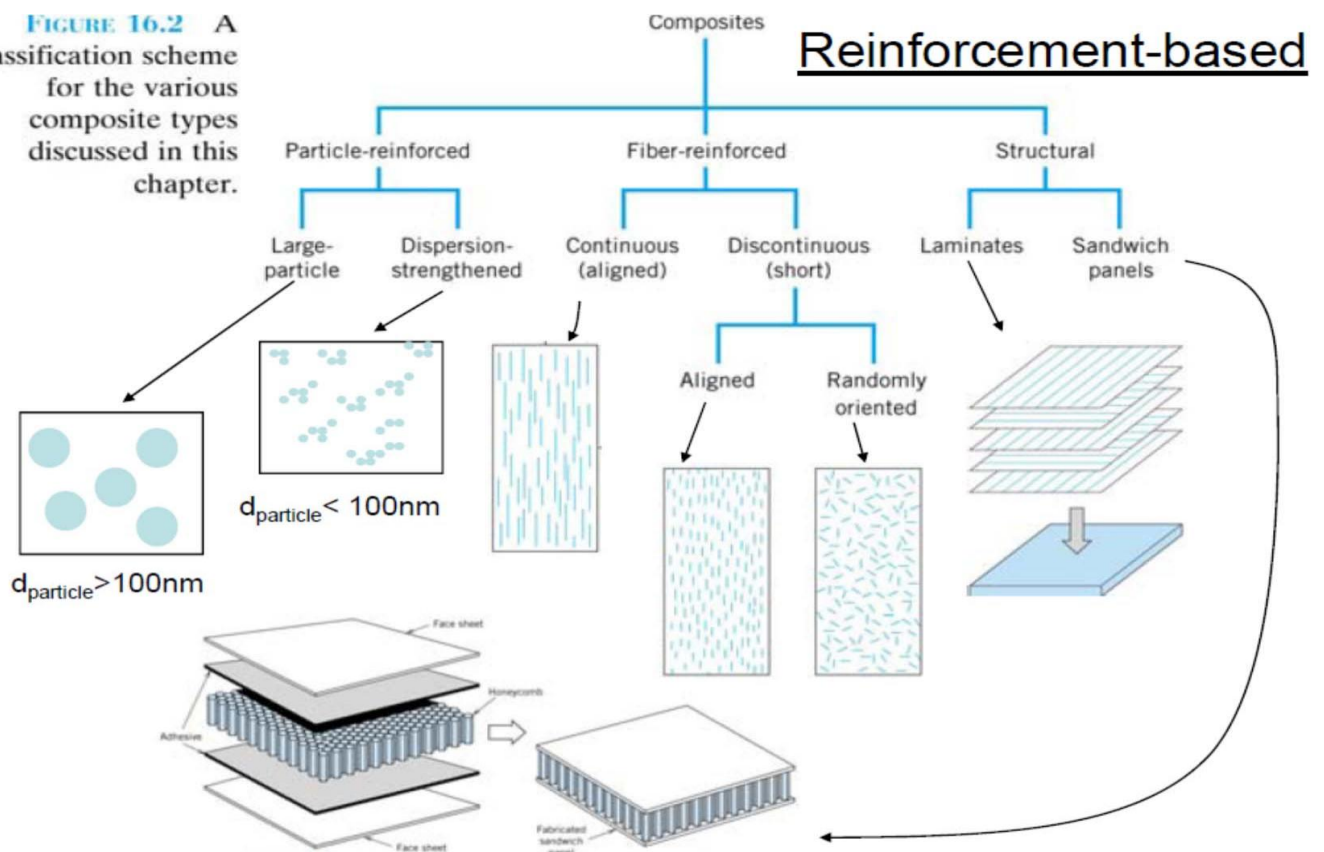 FIGURE 16.2 A
assification scheme
for the various
composite types
discussed in this
chapter.
Reinforcement-based
Composites
Particle-reinforced
Fiber-reinforced
Structural
Large-
particle
Dispersion-
strengthened
Continuous
(aligned)
Discontinuous
(short)
Laminates
Sandwich
panels
Aligned
Randomly
oriented
dparticle< 100nm
dparticle>100nm
Face sheet
Honeycomb
Adhesive
Face sheet
Fabricated
sandwich